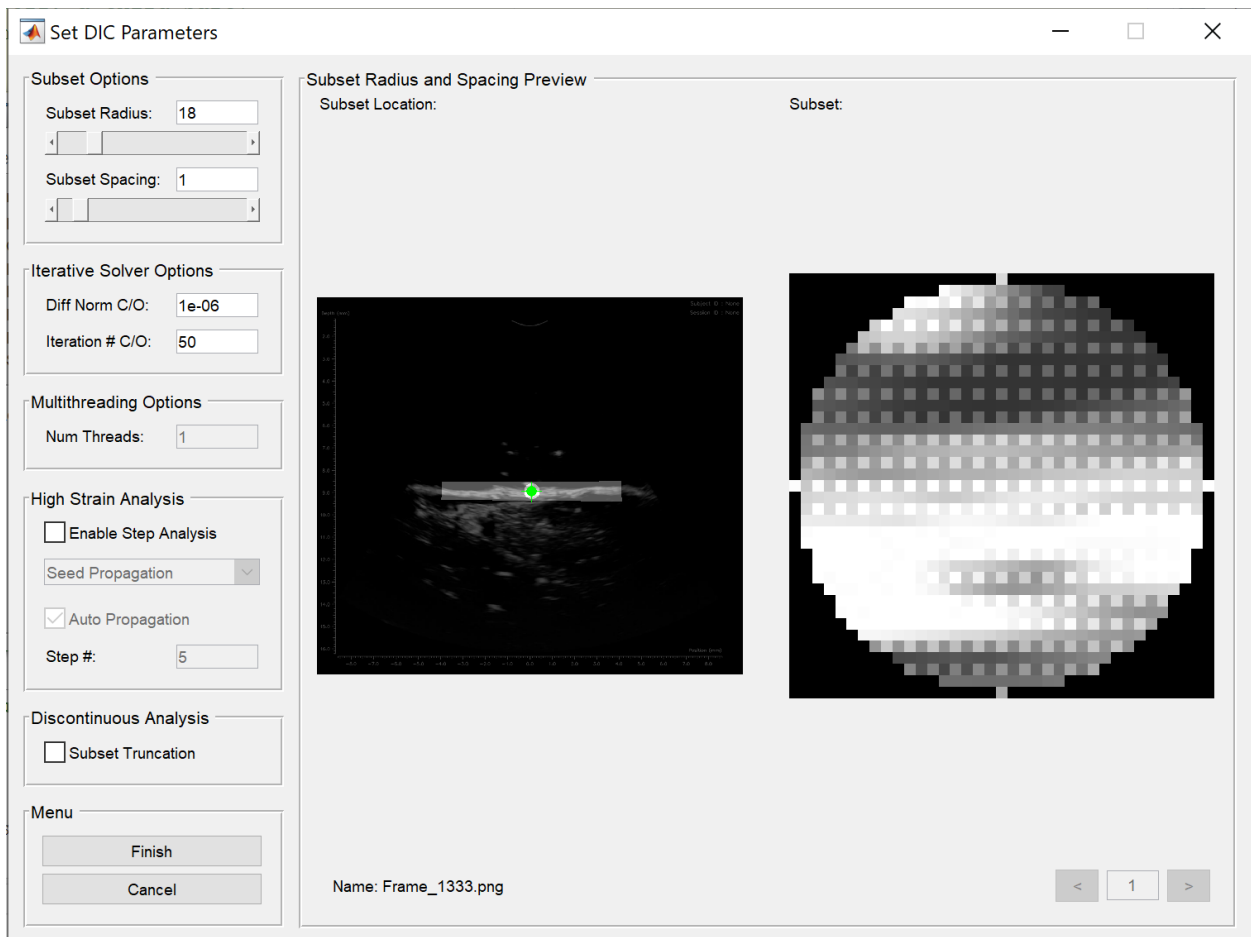 Set DIC Parameters
Subset Options
Subset Radius: 18
Subset Spacing: 1
Iterative Solver Options
Diff Norm C/O: 1e-06
Iteration # C/O: 50
Multithreading Options
Num Threads: 1
High Strain Analysis
Enable Step Analysis
Seed Propagation
Auto Propagation
Step #: 5
Discontinuous Analysis
Subset Truncation
Menu
Finish
Cancel
Subset Radius and Spacing Preview
Subset Location:
Subset:
Name: Frame_1333.png
< 1 >